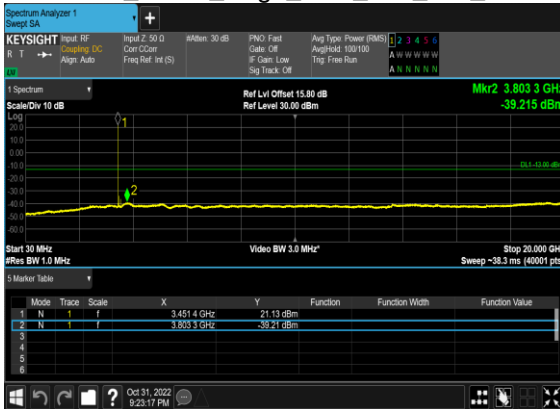 Spectrum Analyzer 1
Swept SA
+
KEYSIGHT Input: RF Input Z: 50 Ω #Atten: 30 dB PNO: Fast Avg Type: Power (RMS) 1 2 3 4 5 6
R T Coupling: DC Corr CCorr Gate: Off Avg|Hold: 100/100 A W W W W W
Align: Auto Freq Ref: Int (S) IF Gain: Low Trig: Free Run
Sig Track: Off A N N N N N
LXI
1 Spectrum Ref Lvl Offset 15.80 dB Mkr2 3.803 3 GHz
Scale/Div 10 dB Ref Level 30.00 dBm -39.215 dBm
Log
20.0
10.0
0.00
-10.0
-20.0
-30.0
-40.0
-50.0
-60.0
1
2
DL1 -13.00 dBm
Start 30 MHz Video BW 3.0 MHz* Stop 20.000 GH
#Res BW 1.0 MHz Sweep ~38.3 ms (40001 pts
5 Marker Table
Mode Trace Scale X Y Function Function Width Function Value
1 N 1 f 3.451 4 GHz 21.13 dBm
2 N 1 f 3.803 3 GHz -39.21 dBm
3
4
5
6
? Oct 31, 2022
9:23:17 PM